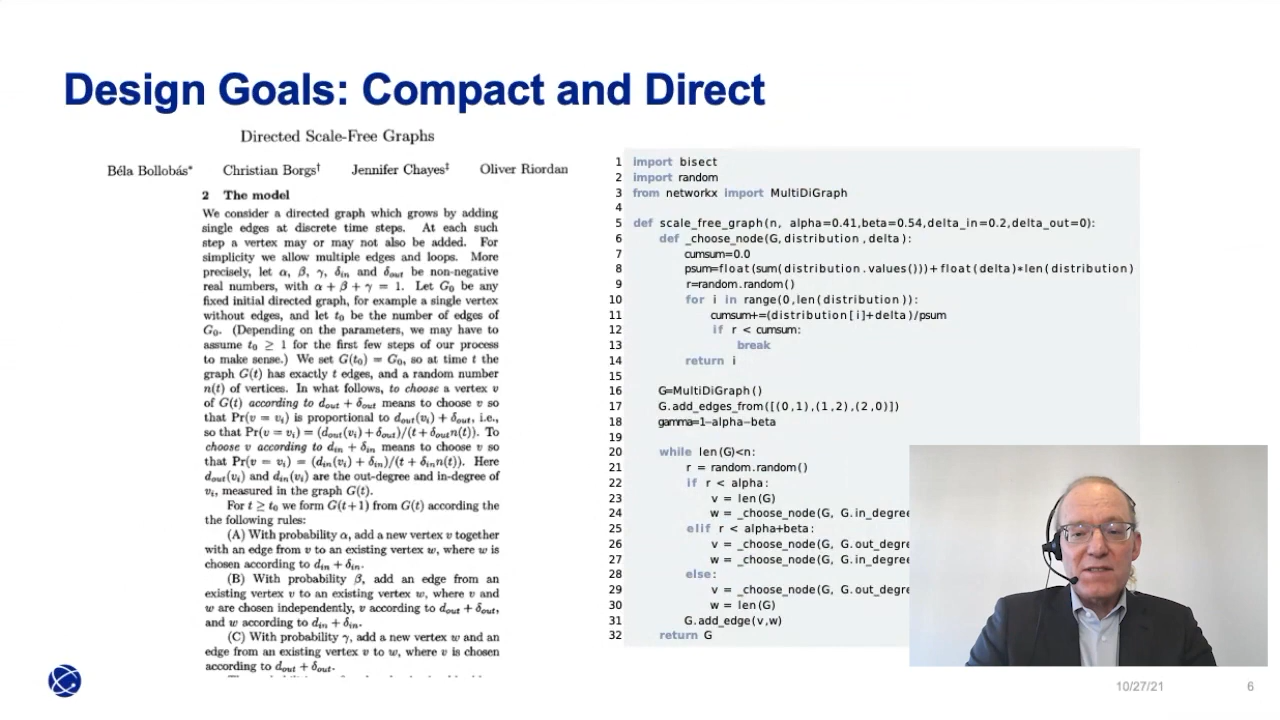 Design Goals: Compact and Direct
Directed Scale-Free Graphs
Béla Bollobás* Christian Borgs† Jennifer Chayes‡ Oliver Riordan
2 The model
We consider a directed graph which grows by adding
single edges at discrete time steps. At each such
step a vertex may or may not also be added. For
simplicity we allow multiple edges and loops. More
precisely, let α, β, γ, δin and δout be non-negative
real numbers, with α + β + γ = 1. Let G0 be any
fixed initial directed graph, for example a single vertex
without edges, and let t0 be the number of edges of
G0. (Depending on the parameters, we may have to
assume t0 ≥ 1 for the first few steps of our process
to make sense.) We set G(t0) = G0, so at time t the
graph G(t) has exactly t edges, and a random number
n(t) of vertices. In what follows, to choose a vertex v
of G(t) according to dout + δout means to choose v so
that Pr(v = vi) is proportional to dout(vi) + δout, i.e.,
so that Pr(v = vi) = (dout(vi) + δout)/(t + δoutn(t)). To
choose v according to din + δin means to choose v so
that Pr(v = vi) = (din(vi) + δin)/(t + δinn(t)). Here
dout(vi) and din(vi) are the out-degree and in-degree of
vi, measured in the graph G(t).
For t ≥ t0 we form G(t+1) from G(t) according the
the following rules:
(A) With probability α, add a new vertex v together
with an edge from v to an existing vertex w, where w is
chosen according to din + δin.
(B) With probability β, add an edge from an
existing vertex v to an existing vertex w, where v and
w are chosen independently, v according to dout + δout,
and w according to din + δin.
(C) With probability γ, add a new vertex w and an
edge from an existing vertex v to w, where v is chosen
according to dout + δout.
1 import bisect
2 import random
3 from networkx import MultiDiGraph
4
5 def scale_free_graph(n, alpha=0.41,beta=0.54,delta_in=0.2,delta_out=0):
6 def _choose_node(G,distribution,delta):
7 cumsum=0.0
8 psum=float(sum(distribution.values()))+float(delta)*len(distribution)
9 r=random.random()
10 for i in range(0,len(distribution)):
11 cumsum+=(distribution[i]+delta)/psum
12 if r < cumsum:
13 break
14 return i
15
16 G=MultiDiGraph()
17 G.add_edges_from([(0,1),(1,2),(2,0)])
18 gamma=1-alpha-beta
19
20 while len(G)<n:
21 r = random.random()
22 if r < alpha:
23 v = len(G)
24 w = _choose_node(G, G.in_degre
25 elif r < alpha+beta:
26 v = _choose_node(G, G.out_degre
27 w = _choose_node(G, G.in_degre
28 else:
29 v = _choose_node(G, G.out_degre
30 w = len(G)
31 G.add_edge(v,w)
32 return G
10/27/21 6